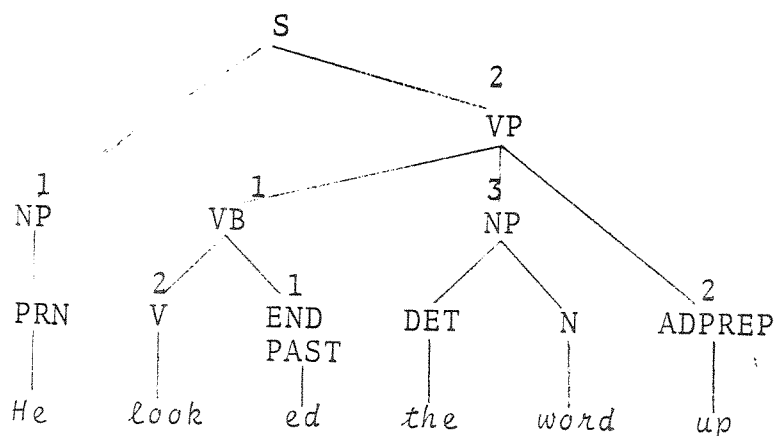 S
2
VP
1 1 3
NP VB NP
2 1 2
PRN V END DET N ADPREP
PAST
He look ed the word up